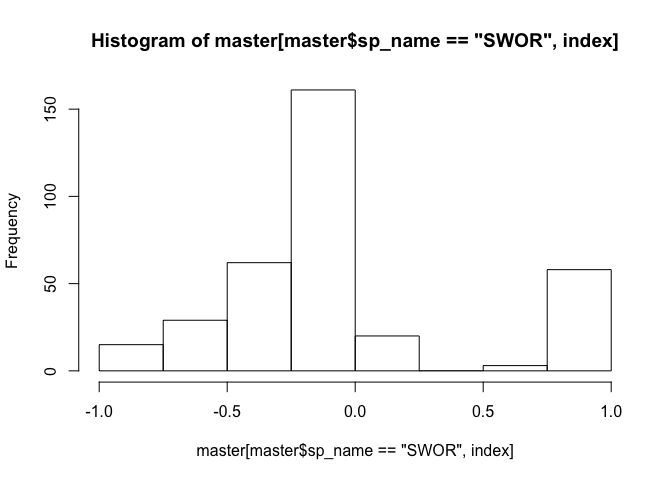 Histogram of master[master$sp_name == "SWOR", index]
Frequency
150
100
50
0
-1.0 -0.5 0.0 0.5 1.0
master[master$sp_name == "SWOR", index]